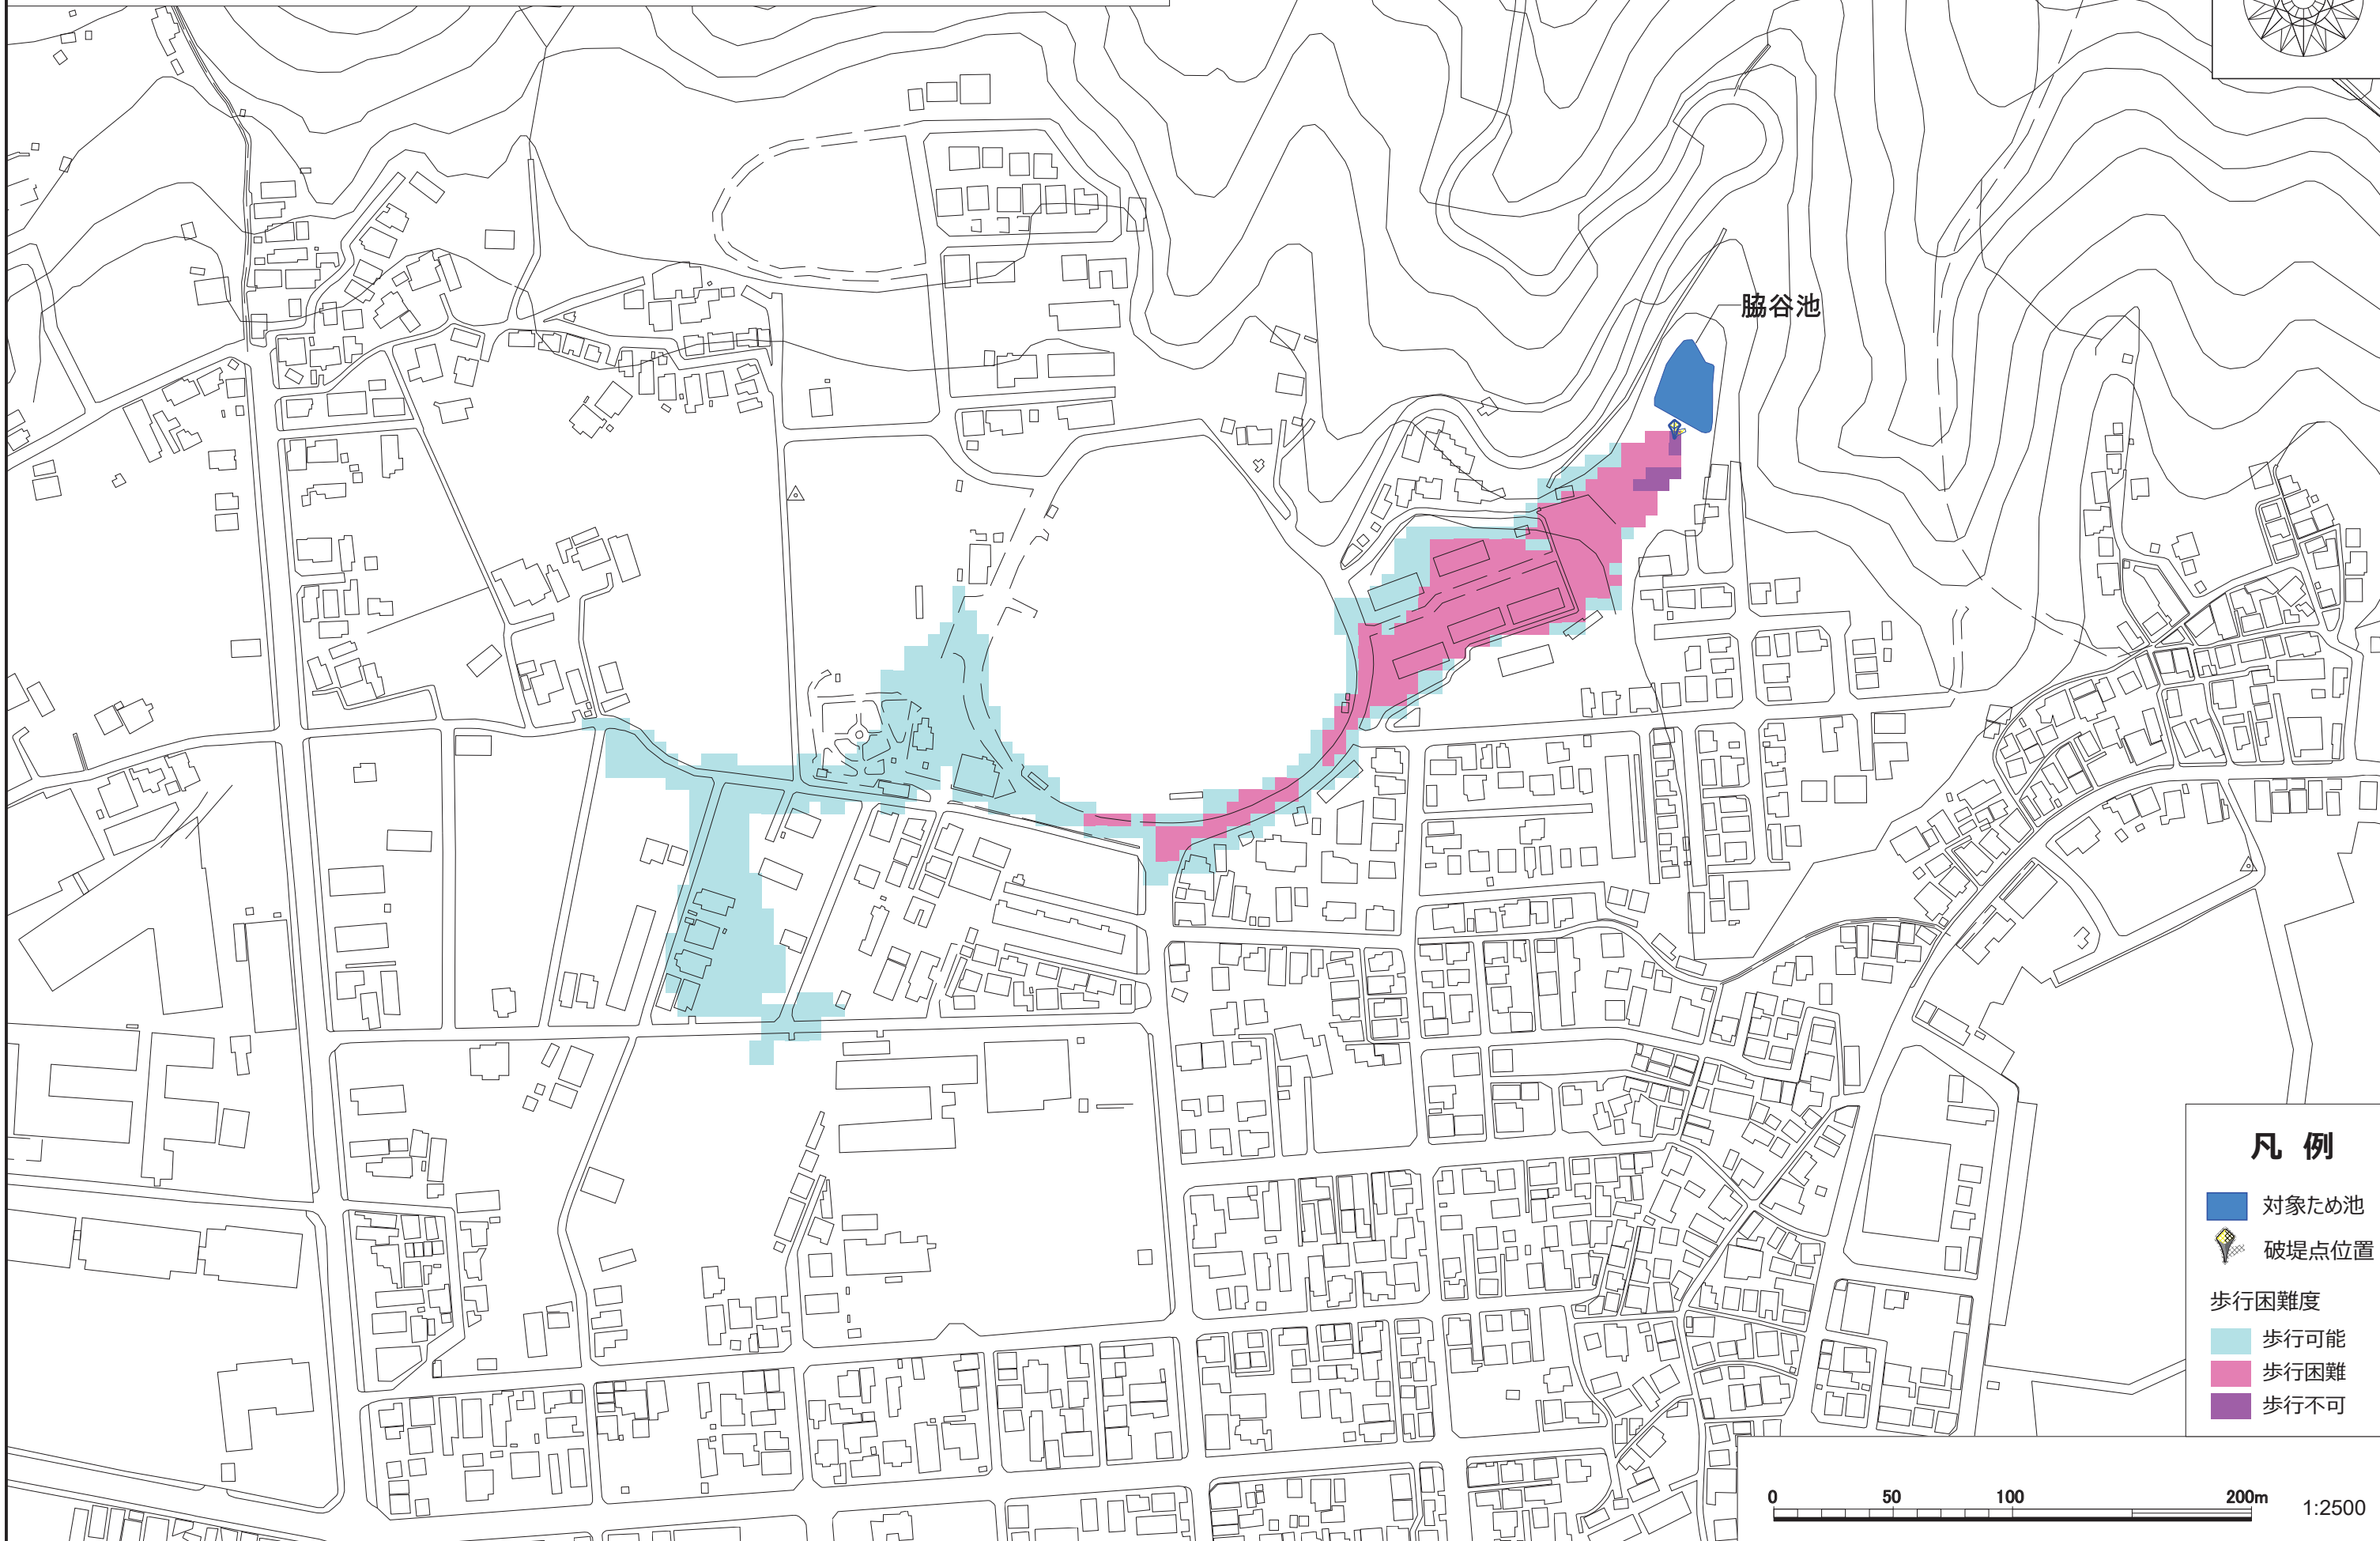 脇谷池
凡 例
対象ため池
破堤点位置
歩行困難度
歩行可能
歩行困難
歩行不可
0 50 100 200m
1:2500